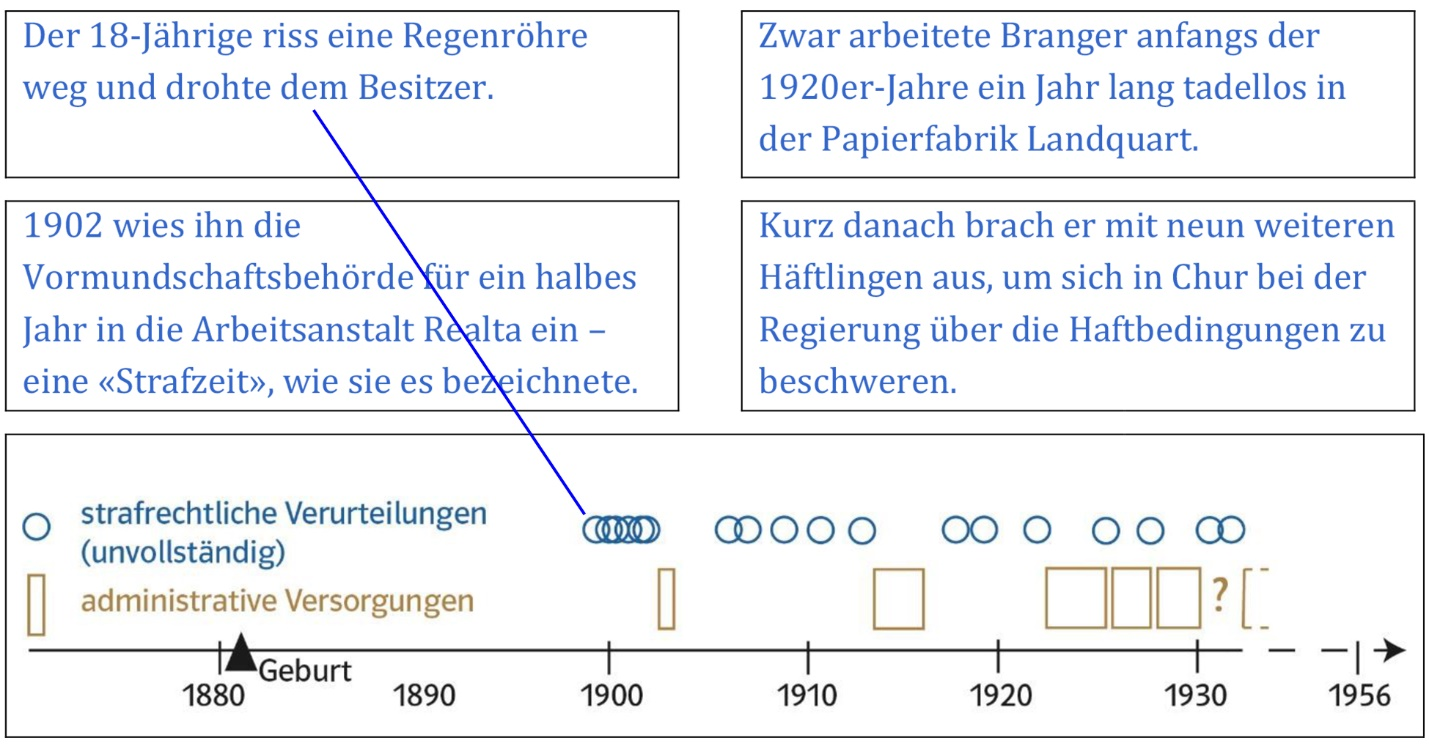 Der 18-Jährige riss eine Regenröhre
weg und drohte dem Besitzer.
Zwar arbeitete Branger anfangs der
1920er-Jahre ein Jahr lang tadellos in
der Papierfabrik Landquart.
1902 wies ihn die
Vormundschaftsbehörde für ein halbes
Jahr in die Arbeitsanstalt Realta ein –
eine «Strafzeit», wie sie es bezeichnete.
Kurz danach brach er mit neun weiteren
Häftlingen aus, um sich in Chur bei der
Regierung über die Haftbedingungen zu
beschweren.
strafrechtliche Verurteilungen
(unvollständig)
administrative Versorgungen
?
Geburt
1880 1890 1900 1910 1920 1930 1956